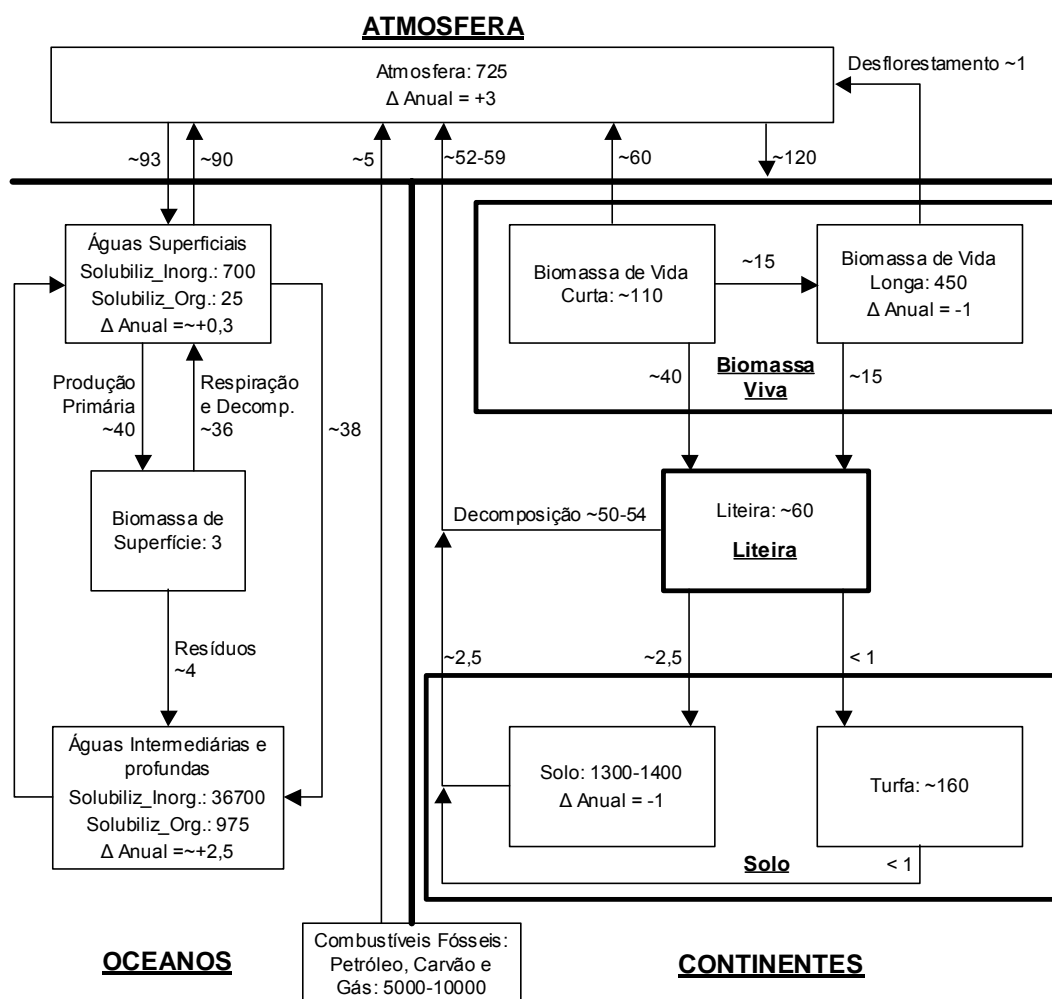 ATMOSFERA
Atmosfera: 725
Δ Anual = +3
Desflorestamento ~1
~93
~90
~5
~52-59
~60
~120
Águas Superficiais
Solubiliz_Inorg.: 700
Solubiliz_Org.: 25
Δ Anual =~+0,3
Biomassa de Vida
Curta: ~110
~15
Biomassa de Vida
Longa: 450
Δ Anual = -1
Biomassa
Viva
~40
~15
Produção
Primária
~40
Respiração
e Decomp.
~36
~38
Biomassa de
Superfície: 3
Decomposição ~50-54
Liteira: ~60
Liteira
Resíduos
~4
~2,5
~2,5
< 1
Águas Intermediárias e
profundas
Solubiliz_Inorg.: 36700
Solubiliz_Org.: 975
Δ Anual =~+2,5
Solo: 1300-1400
Δ Anual = -1
Turfa: ~160
Solo
< 1
OCEANOS
Combustíveis Fósseis:
Petróleo, Carvão e
Gás: 5000-10000
CONTINENTES